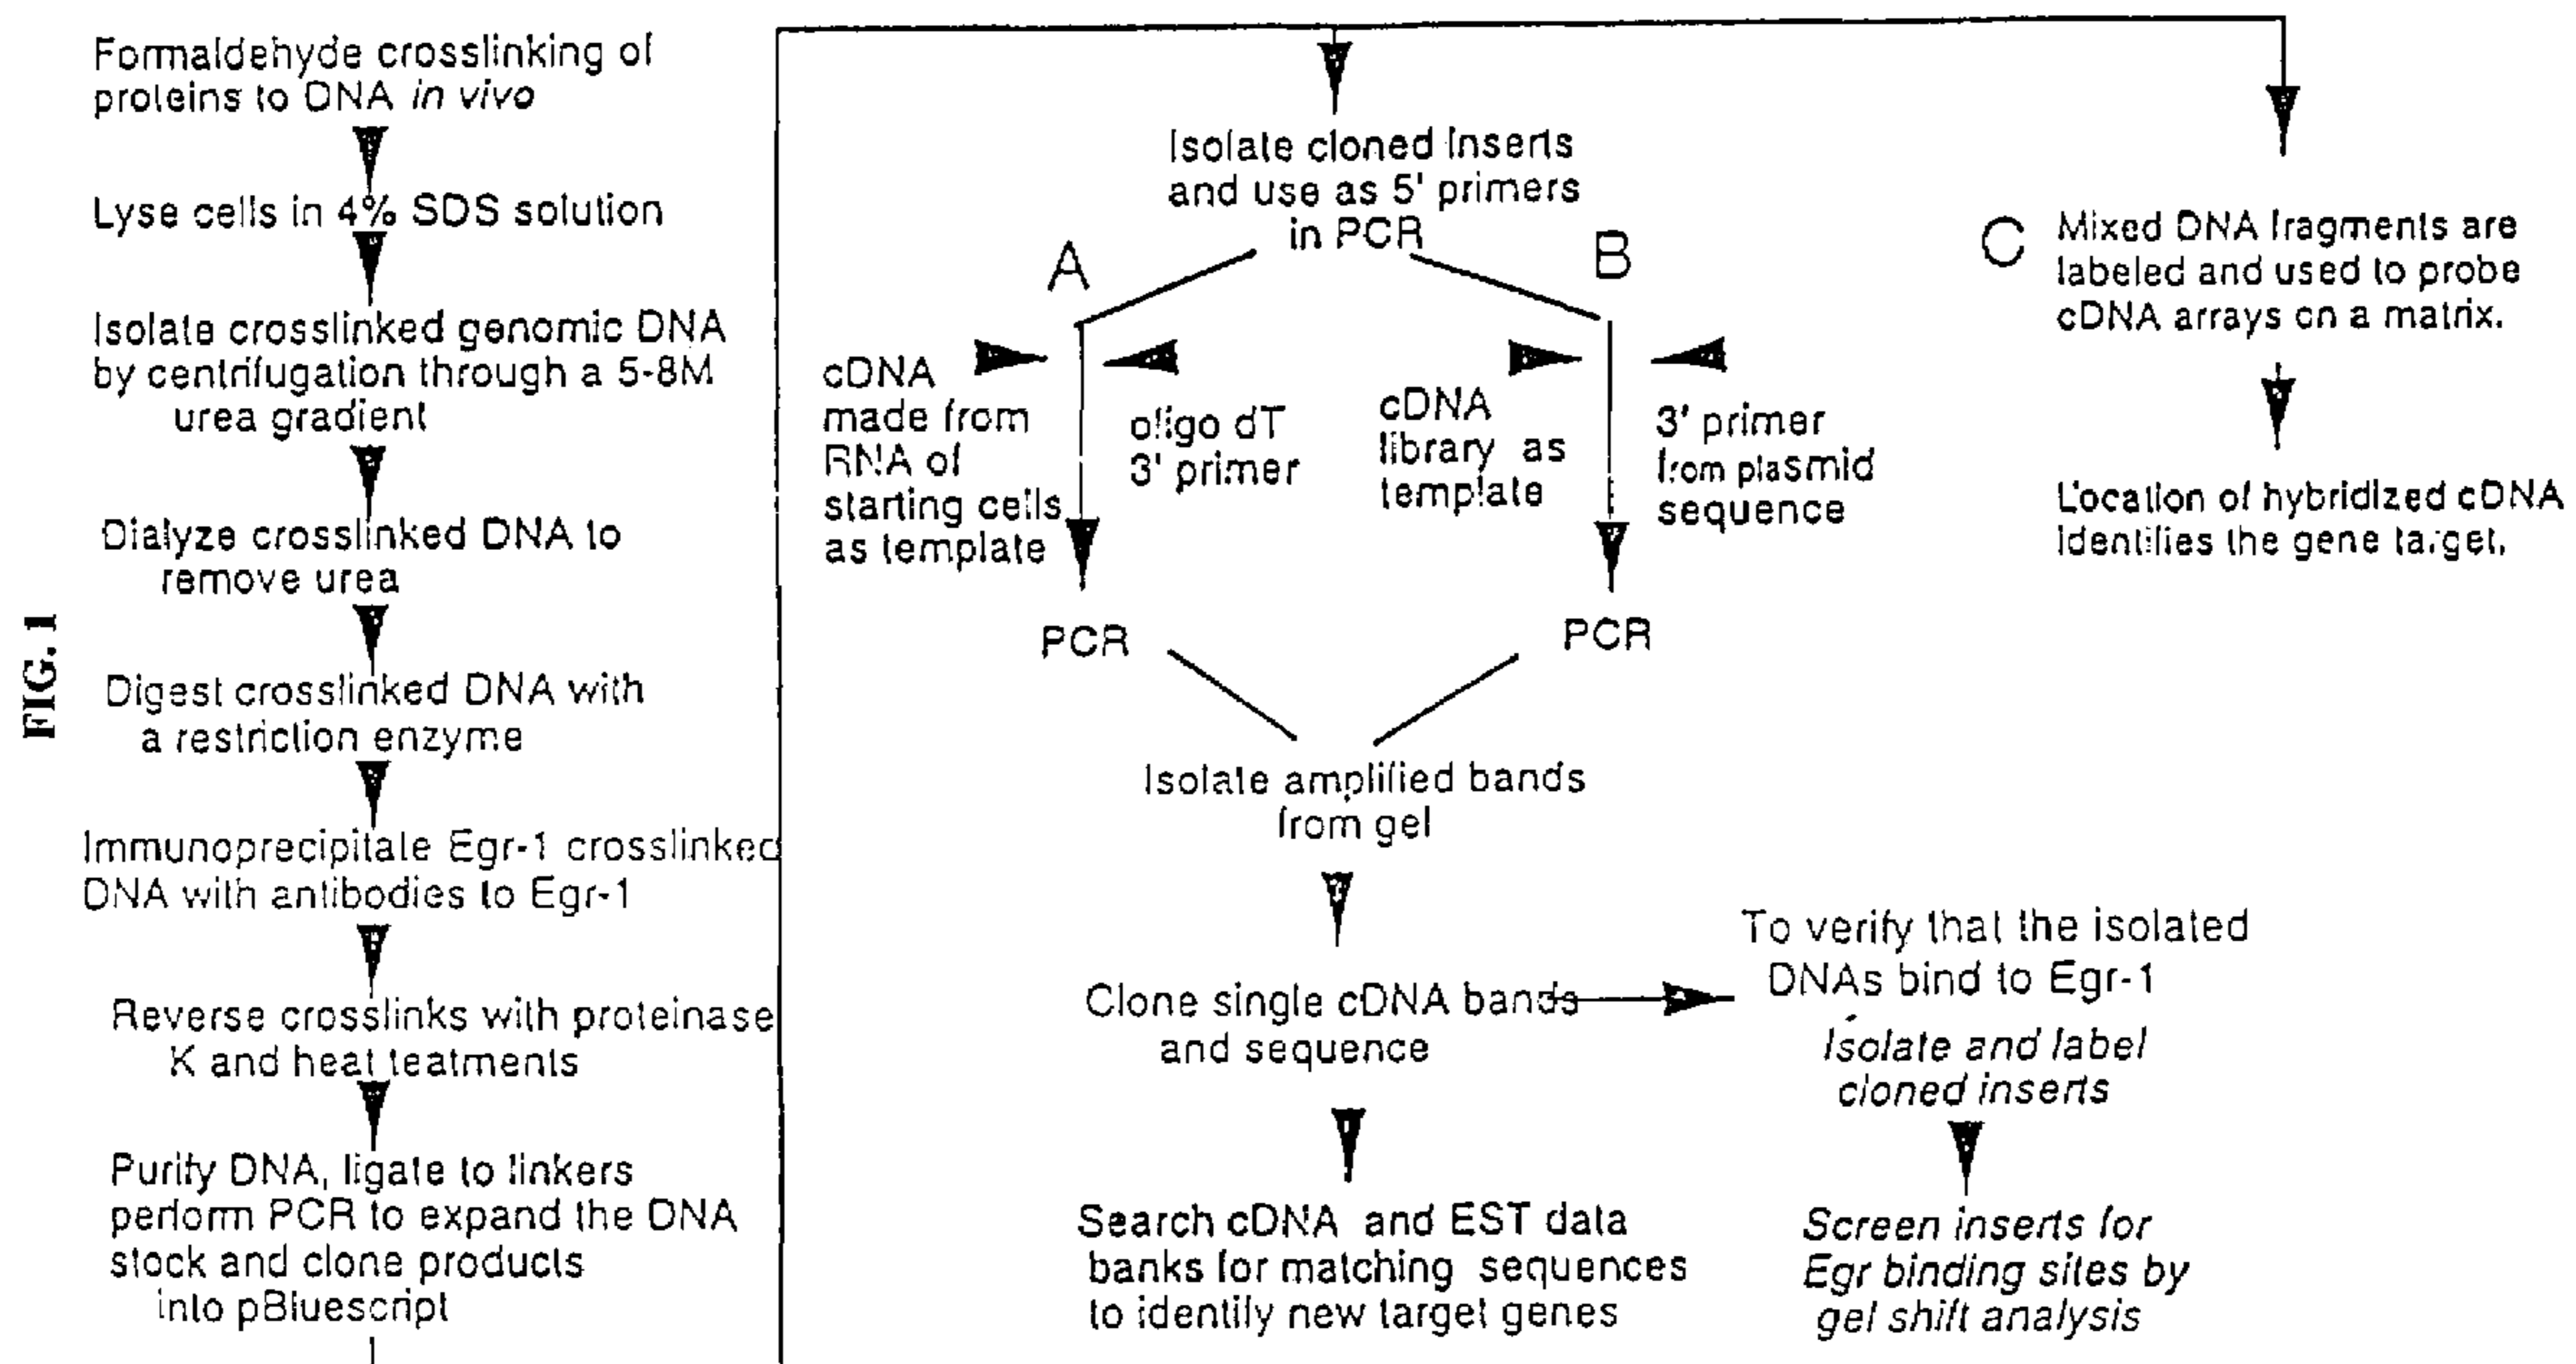 FIG. 1
Formaldehyde crosslinking of
proteins to DNA in vivo
Lyse cells in 4% SDS solution
Isolate crosslinked genomic DNA
by centrifugation through a 5-8M
urea gradient
Dialyze crosslinked DNA to
remove urea
Digest crosslinked DNA with
a restriction enzyme
Immunoprecipitate Egr-1 crosslinked
DNA with antibodies to Egr-1
Reverse crosslinks with proteinase
K and heat teatments
Purify DNA, ligate to linkers
perform PCR to expand the DNA
stock and clone products
into pBluescript
Isolate cloned Inserts
and use as 5' primers
in PCR
A
B
cDNA
made from
RNA of
starting cells
as template
oligo dT
3' primer
cDNA
library as
template
3' primer
from plasmid
sequence
PCR
PCR
Isolate amplified bands
from gel
Clone single cDNA bands
and sequence
Search cDNA and EST data
banks for matching sequences
to identify new target genes
To verify that the isolated
DNAs bind to Egr-1
Isolate and label
cloned inserts
Screen inserts for
Egr binding sites by
gel shift analysis
C
Mixed DNA fragments are
labeled and used to probe
cDNA arrays on a matrix.
Location of hybridized cDNA
identifies the gene target.